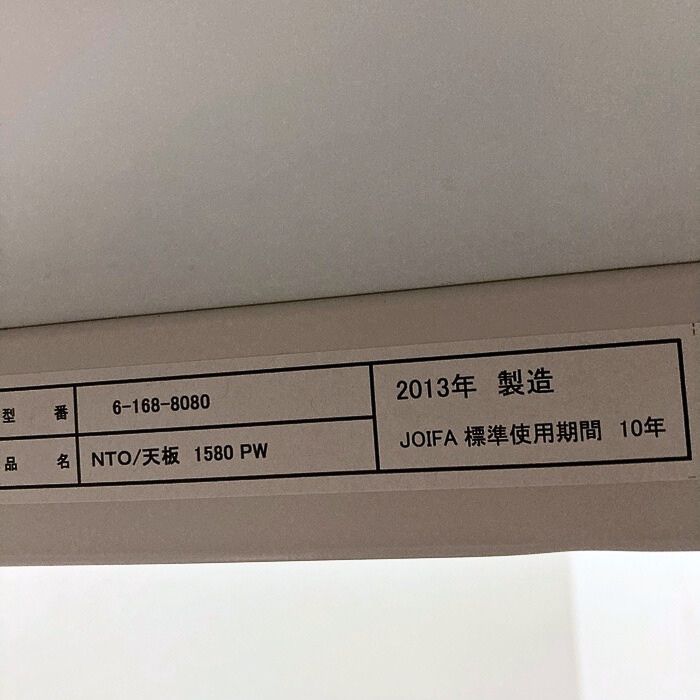 型 番 6-168-8080
品 名 NTO/天板 1580 PW
2013年 製造
JOIFA 標準使用期間 10年